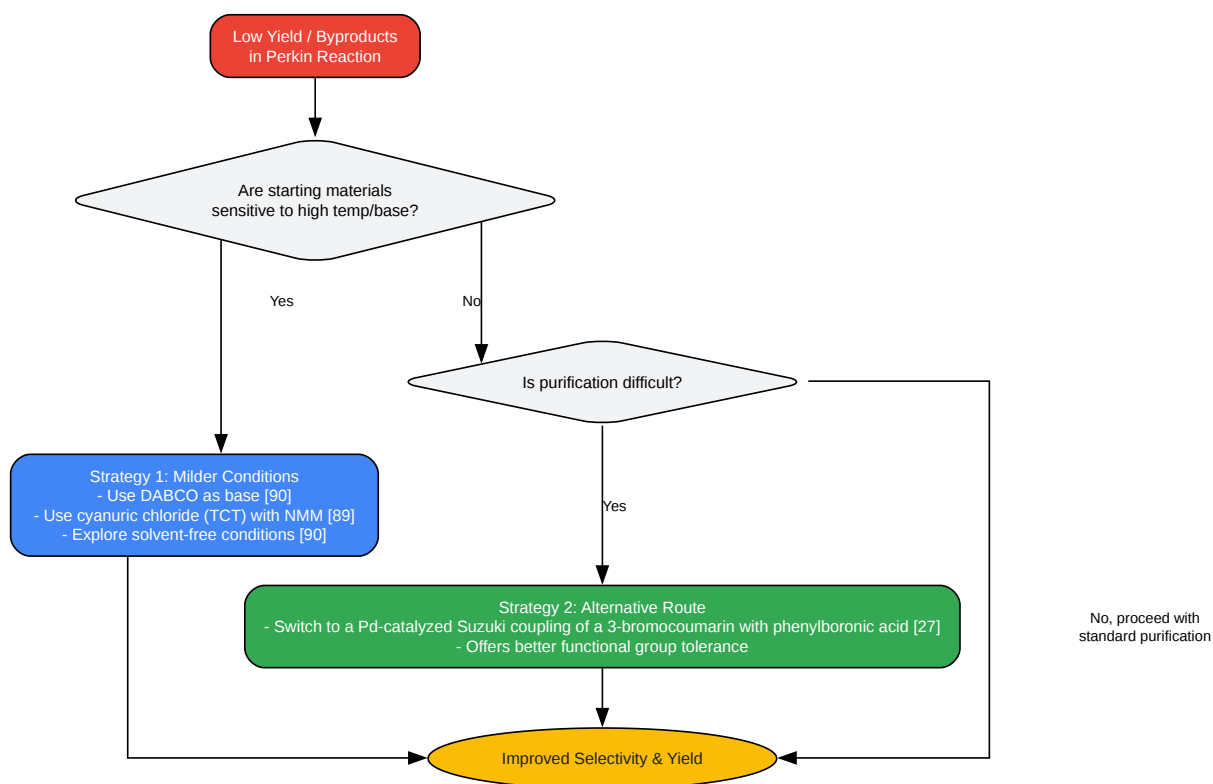 Low Yield / Byproducts
in Perkin Reaction
Are starting materials
sensitive to high temp/base?
Yes
No
Is purification difficult?
Strategy 1: Milder Conditions
- Use DABCO as base [90]
- Use cyanuric chloride (TCT) with NMM [89]
- Explore solvent-free conditions [90]
Yes
Strategy 2: Alternative Route
- Switch to a Pd-catalyzed Suzuki coupling of a 3-bromocoumarin with phenylboronic acid [27]
- Offers better functional group tolerance
No, proceed with
standard purification
Improved Selectivity & Yield